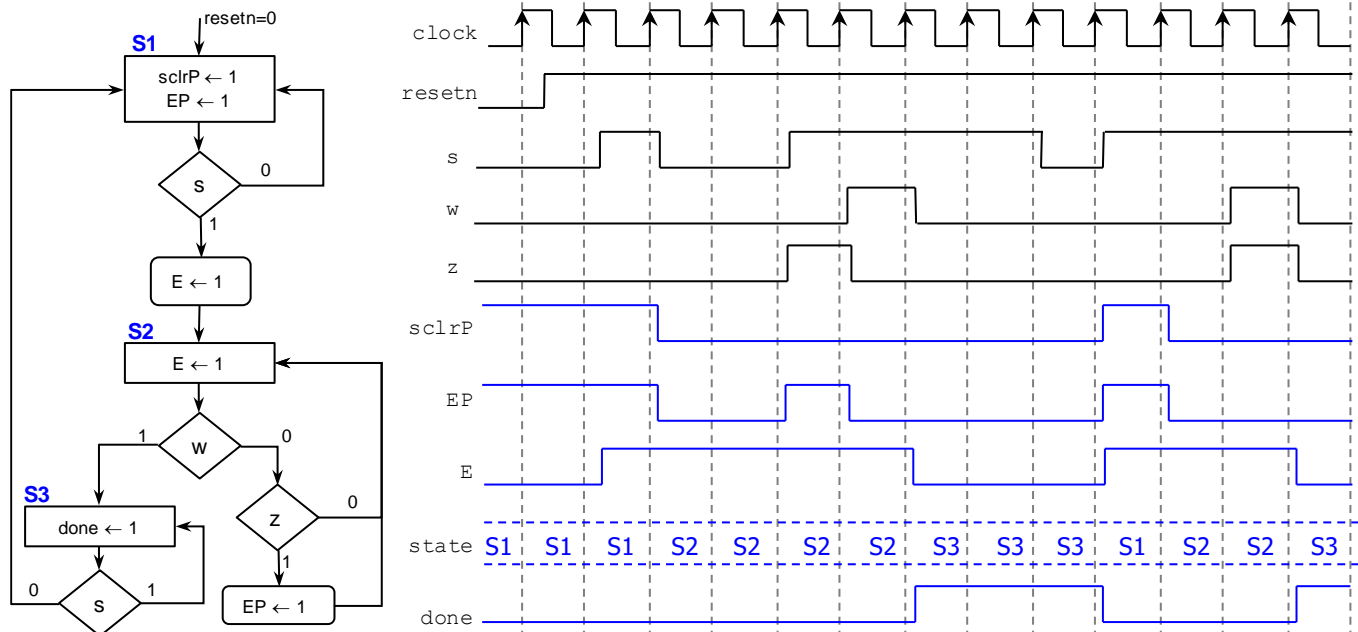 resetn=0
S1
sclrP ← 1
EP ← 1
s
0
1
E ← 1
S2
E ← 1
w
1
0
S3
done ← 1
z
0
1
s
0
1
EP ← 1
clock
resetn
s
w
z
sclrP
EP
E
state S1 S1 S1 S2 S2 S2 S2 S3 S3 S3 S1 S2 S2 S3
done